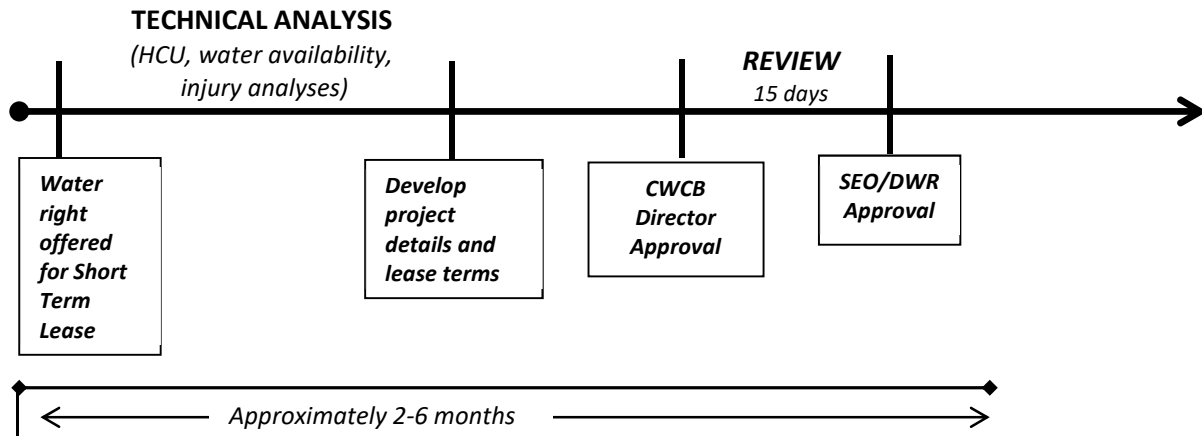 TECHNICAL ANALYSIS
(HCU, water availability,
injury analyses)
REVIEW
15 days
Water
right
offered
for Short
Term
Lease
Develop
project
details and
lease terms
CWCB
Director
Approval
SEO/DWR
Approval
Approximately 2-6 months